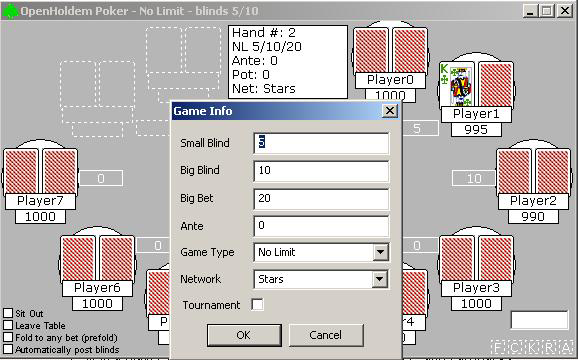 OpenHoldem Poker - No Limit - blinds 5/10
Hand #: 2
NL 5/10/20
Ante: 0
Pot: 0
Net: Stars
Player0
1000
K
Player1
995
5
Game Info
Small Blind 5
Big Blind 10
Big Bet 20
Ante 0
Game Type No Limit
Network Stars
Tournament
OK Cancel
Player7
1000
0
10
Player2
990
Player6
1000
0
0
Player3
1000
r4
Sit Out
Leave Table
Fold to any bet (prefold)
Automatically post blinds
F C K R A